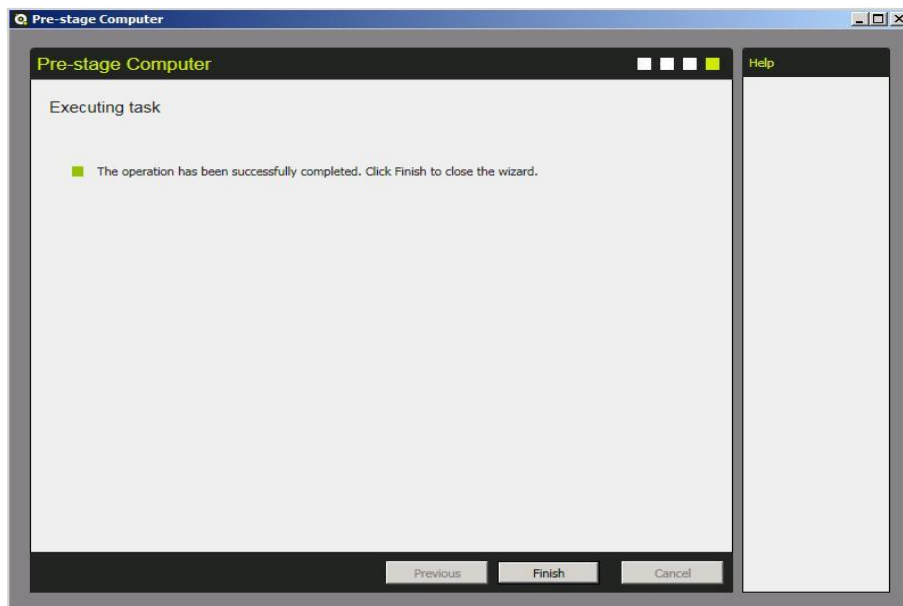 Pre-stage Computer
Pre-stage Computer
Help
Executing task
The operation has been successfully completed. Click Finish to close the wizard.
Previous
Finish
Cancel